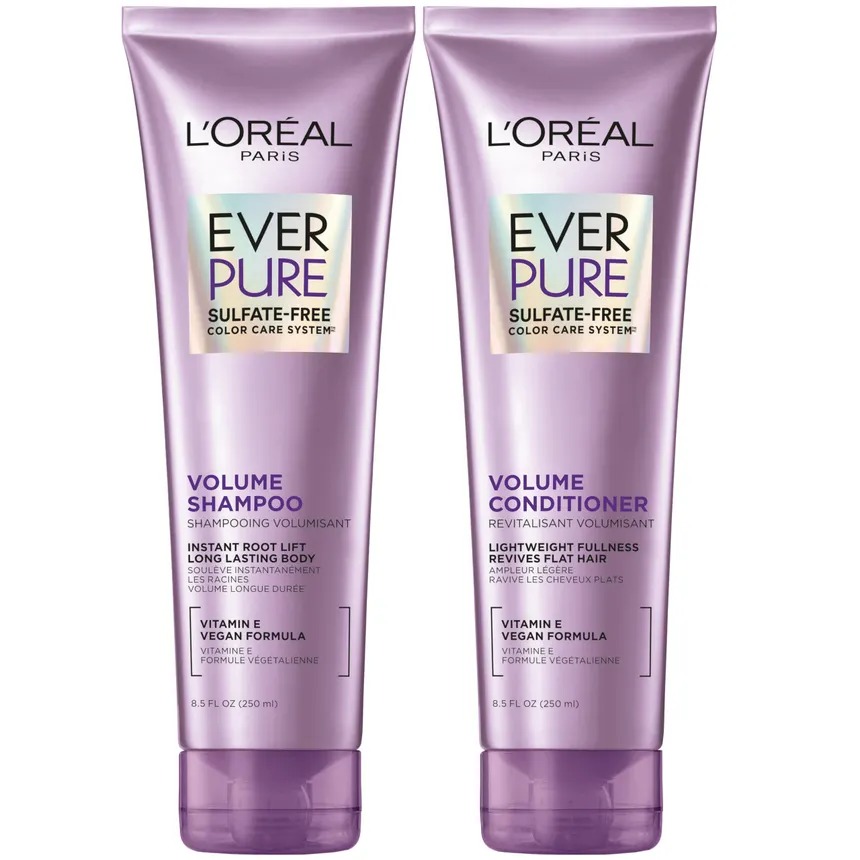 L'ORÉAL
PARiS
EVER
PURE
SULFATE-FREE
COLOR CARE SYSTEM™
VOLUME
SHAMPOO
SHAMPOOING VOLUMISANT
INSTANT ROOT LIFT
LONG LASTING BODY
SOULÈVE INSTANTANÉMENT
LES RACINES
VOLUME LONGUE DURÉE
VITAMIN E
VEGAN FORMULA
VITAMINE E
FORMULE VÉGÉTALIENNE
8.5 FL OZ (250 ml)
L'ORÉAL
PARiS
EVER
PURE
SULFATE-FREE
COLOR CARE SYSTEM™
VOLUME
CONDITIONER
REVITALISANT VOLUMISANT
LIGHTWEIGHT FULLNESS
REVIVES FLAT HAIR
AMPLEUR LÉGÈRE
RAVIVE LES CHEVEUX PLATS
VITAMIN E
VEGAN FORMULA
VITAMINE E
FORMULE VÉGÉTALIENNE
8.5 FL OZ (250 ml)